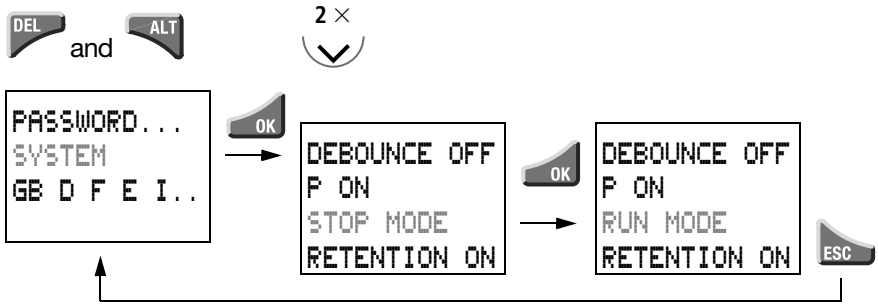 DEL
and
ALT
2 ×
PASSWORD...
SYSTEM
GB D F E I..
OK
DEBOUNCE OFF
P ON
STOP MODE
RETENTION ON
OK
DEBOUNCE OFF
P ON
RUN MODE
RETENTION ON
ESC